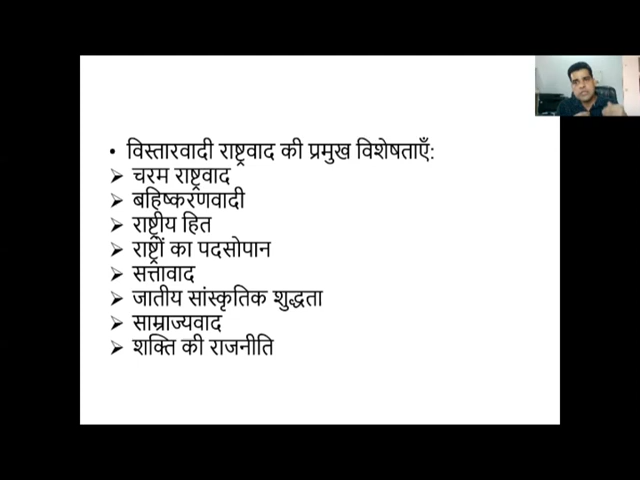 • विस्तारवादी राष्ट्रवाद की प्रमुख विशेषताएँ:
➤ चरम राष्ट्रवाद
➤ बहिष्करणवादी
➤ राष्ट्रीय हित
➤ राष्ट्रों का पदसोपान
➤ सत्तावाद
➤ जातीय सांस्कृतिक शुद्धता
➤ साम्राज्यवाद
➤ शक्ति की राजनीति